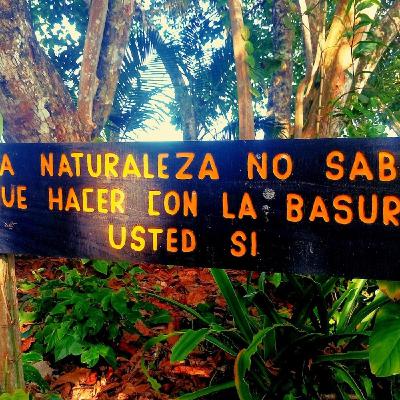 A NATURALEZA NO SAB
UE HACER CON LA BASUR
USTED SI